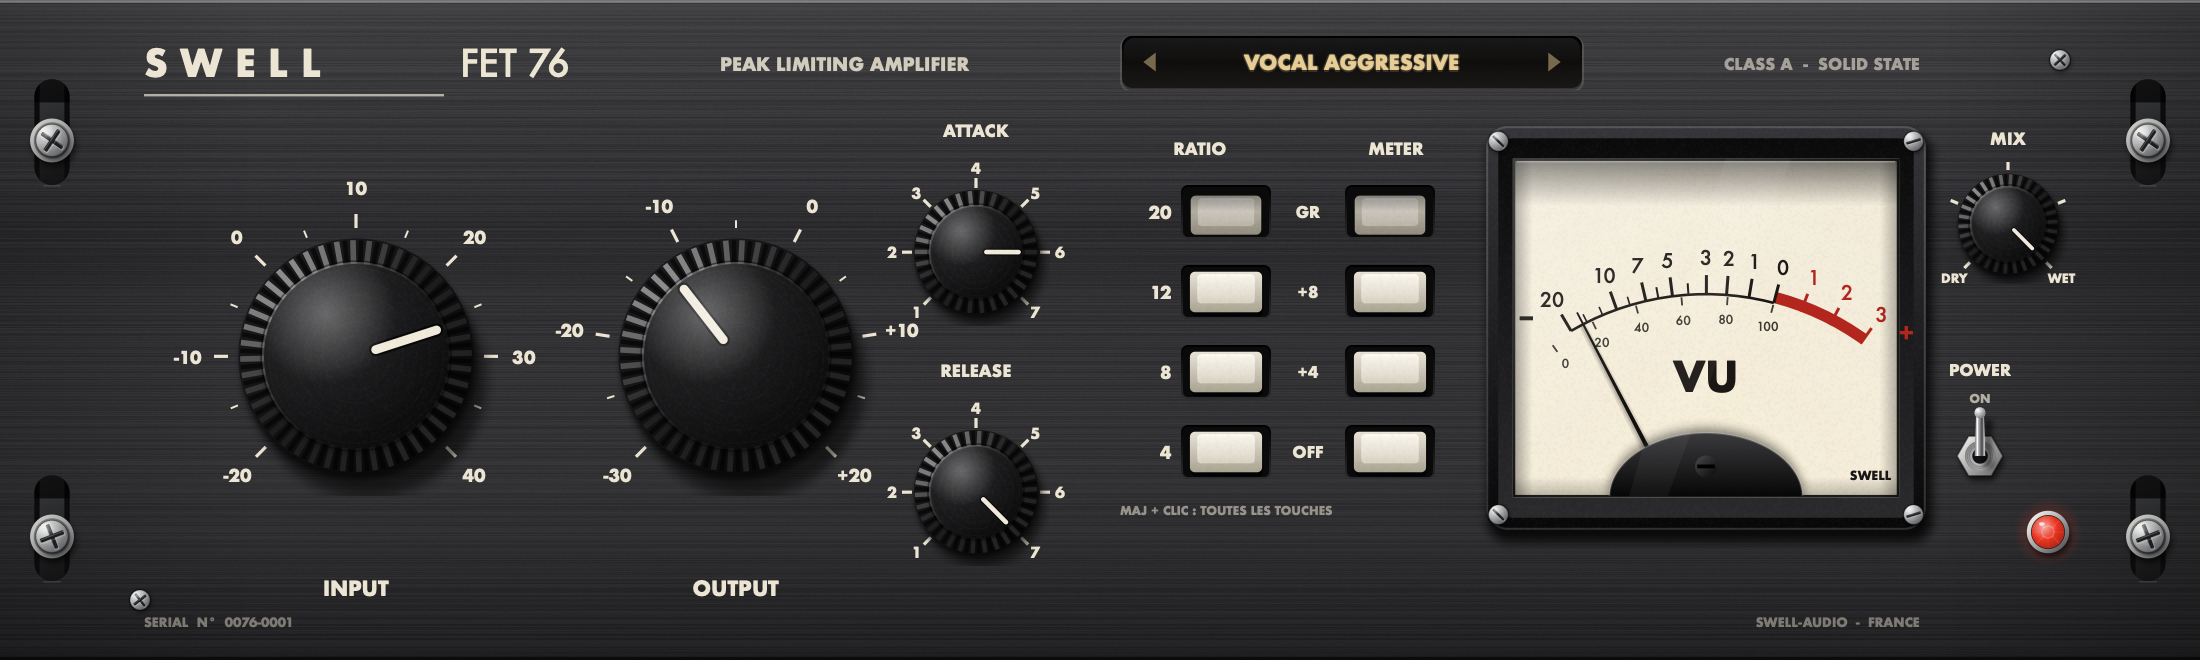 SWELL
FET 76
PEAK LIMITING AMPLIFIER
VOCAL AGGRESSIVE
CLASS A - SOLID STATE
-20 -10 0 10 20 30 40
INPUT
-30 -20 -10 0 +10 +20
OUTPUT
ATTACK
1 2 3 4 5 6 7
RELEASE
1 2 3 4 5 6 7
RATIO
20
12
8
4
METER
GR
+8
+4
OFF
MAJ + CLIC : TOUTES LES TOUCHES
- 20 10 7 5 3 2 1 0 1 2 3 +
0 20 40 60 80 100
VU
SWELL
MIX
DRY WET
POWER
ON
SERIAL N° 0076-0001
SWELL-AUDIO - FRANCE